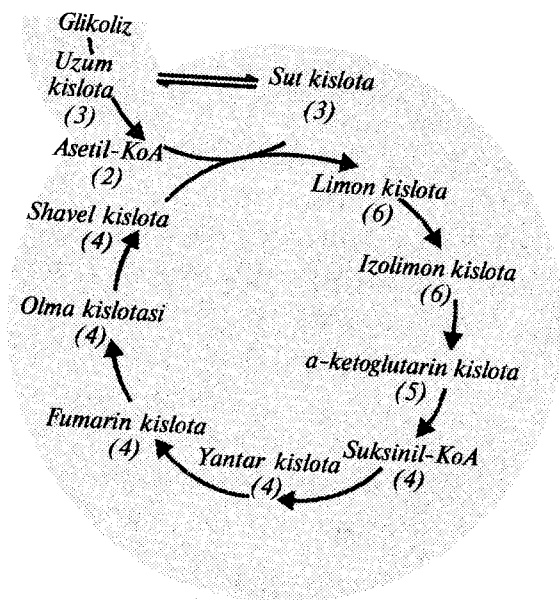 Glikoliz
Uzum
kislota
(3)
Sut kislota
(3)
Asetil-KoA
(2)
Limon kislota
(6)
Shavel kislota
(4)
Izolimon kislota
(6)
Olma kislotasi
(4)
a-ketoglutarin kislota
(5)
Fumarin kislota
(4)
Suksinil-KoA
(4)
Yantar kislota
(4)